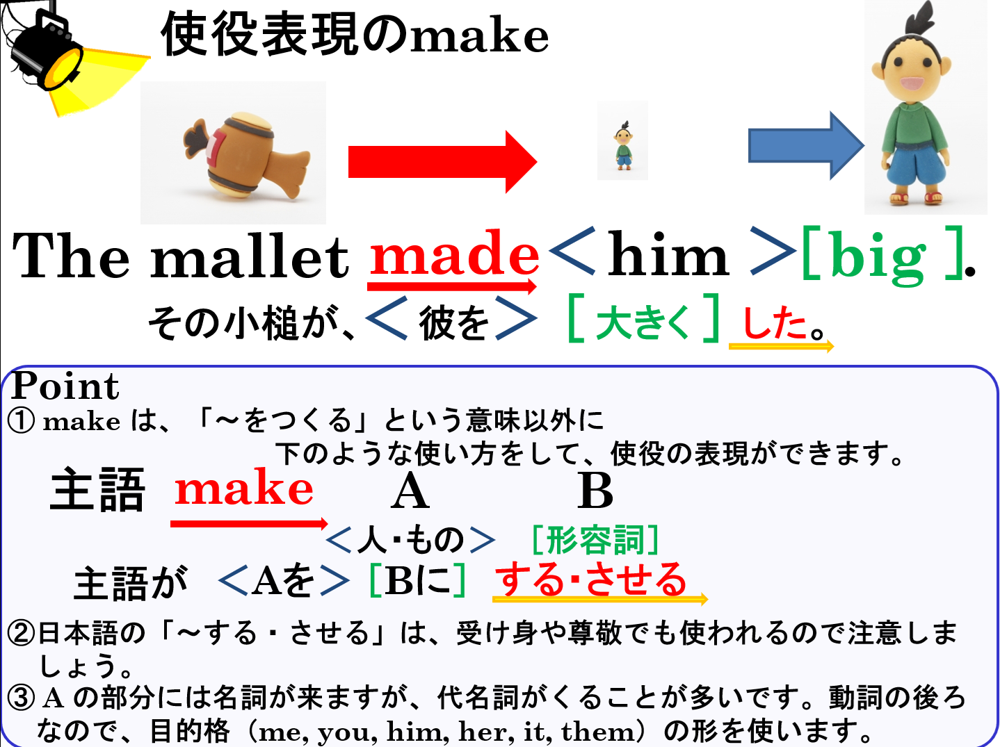 使役表現のmake
The mallet made < him > [ big ].
その小槌が、< 彼を > [ 大きく ] した。
Point
① make は、「～をつくる」という意味以外に
下のような使い方をして、使役の表現ができます。
主語 make A B
<人・もの> [形容詞]
主語が <Aを> [Bに] する・させる
②日本語の「～する・させる」は、受け身や尊敬でも使われるので注意しま
しょう。
③ A の部分には名詞が来ますが、代名詞がくることが多いです。動詞の後ろ
なので、目的格（me, you, him, her, it, them）の形を使います。